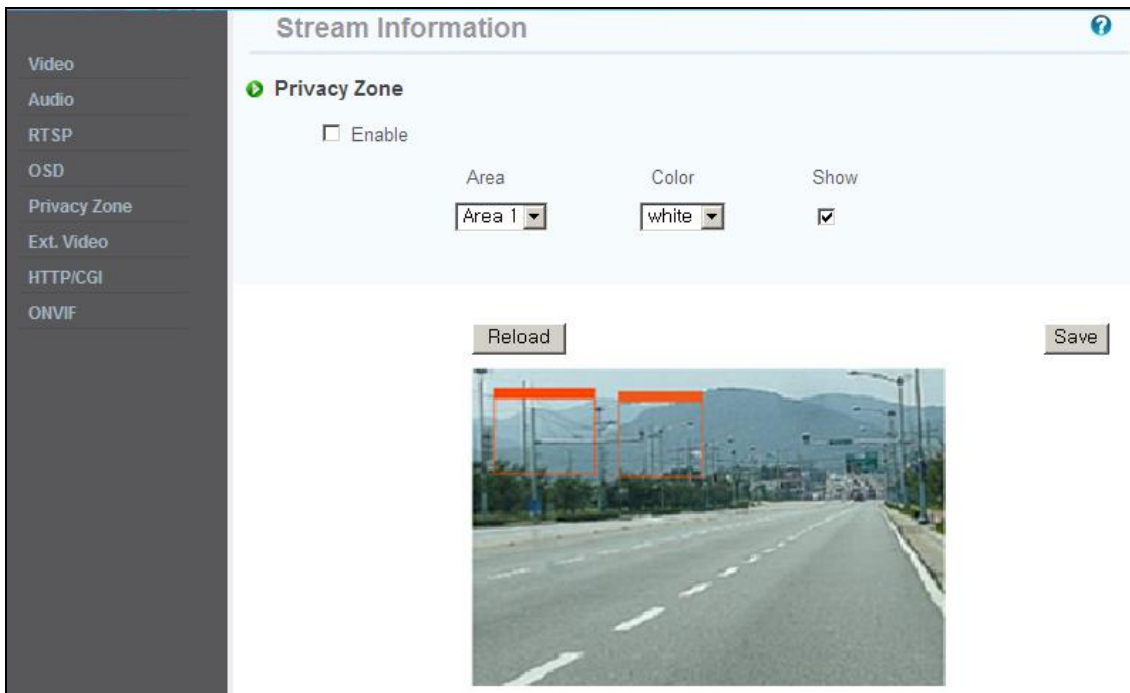 Stream Information
?
Video
Audio
RTSP
OSD
Privacy Zone
Ext. Video
HTTP/CGI
ONVIF
Privacy Zone
Enable
Area Color Show
Area 1 white
Reload Save